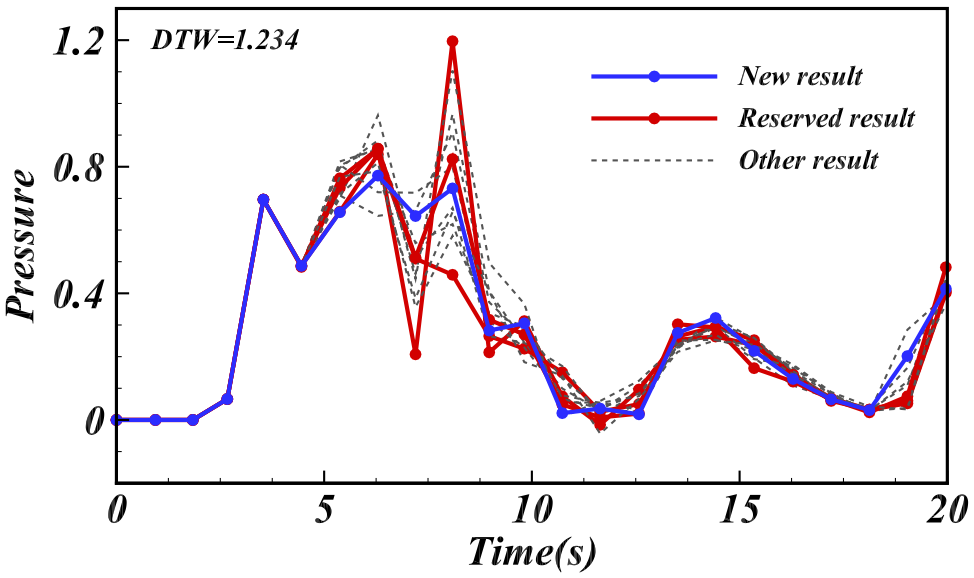 DTW=1.234
New result
Reserved result
Other result
Pressure
1.2
0.8
0.4
0
0 5 10 15 20
Time(s)